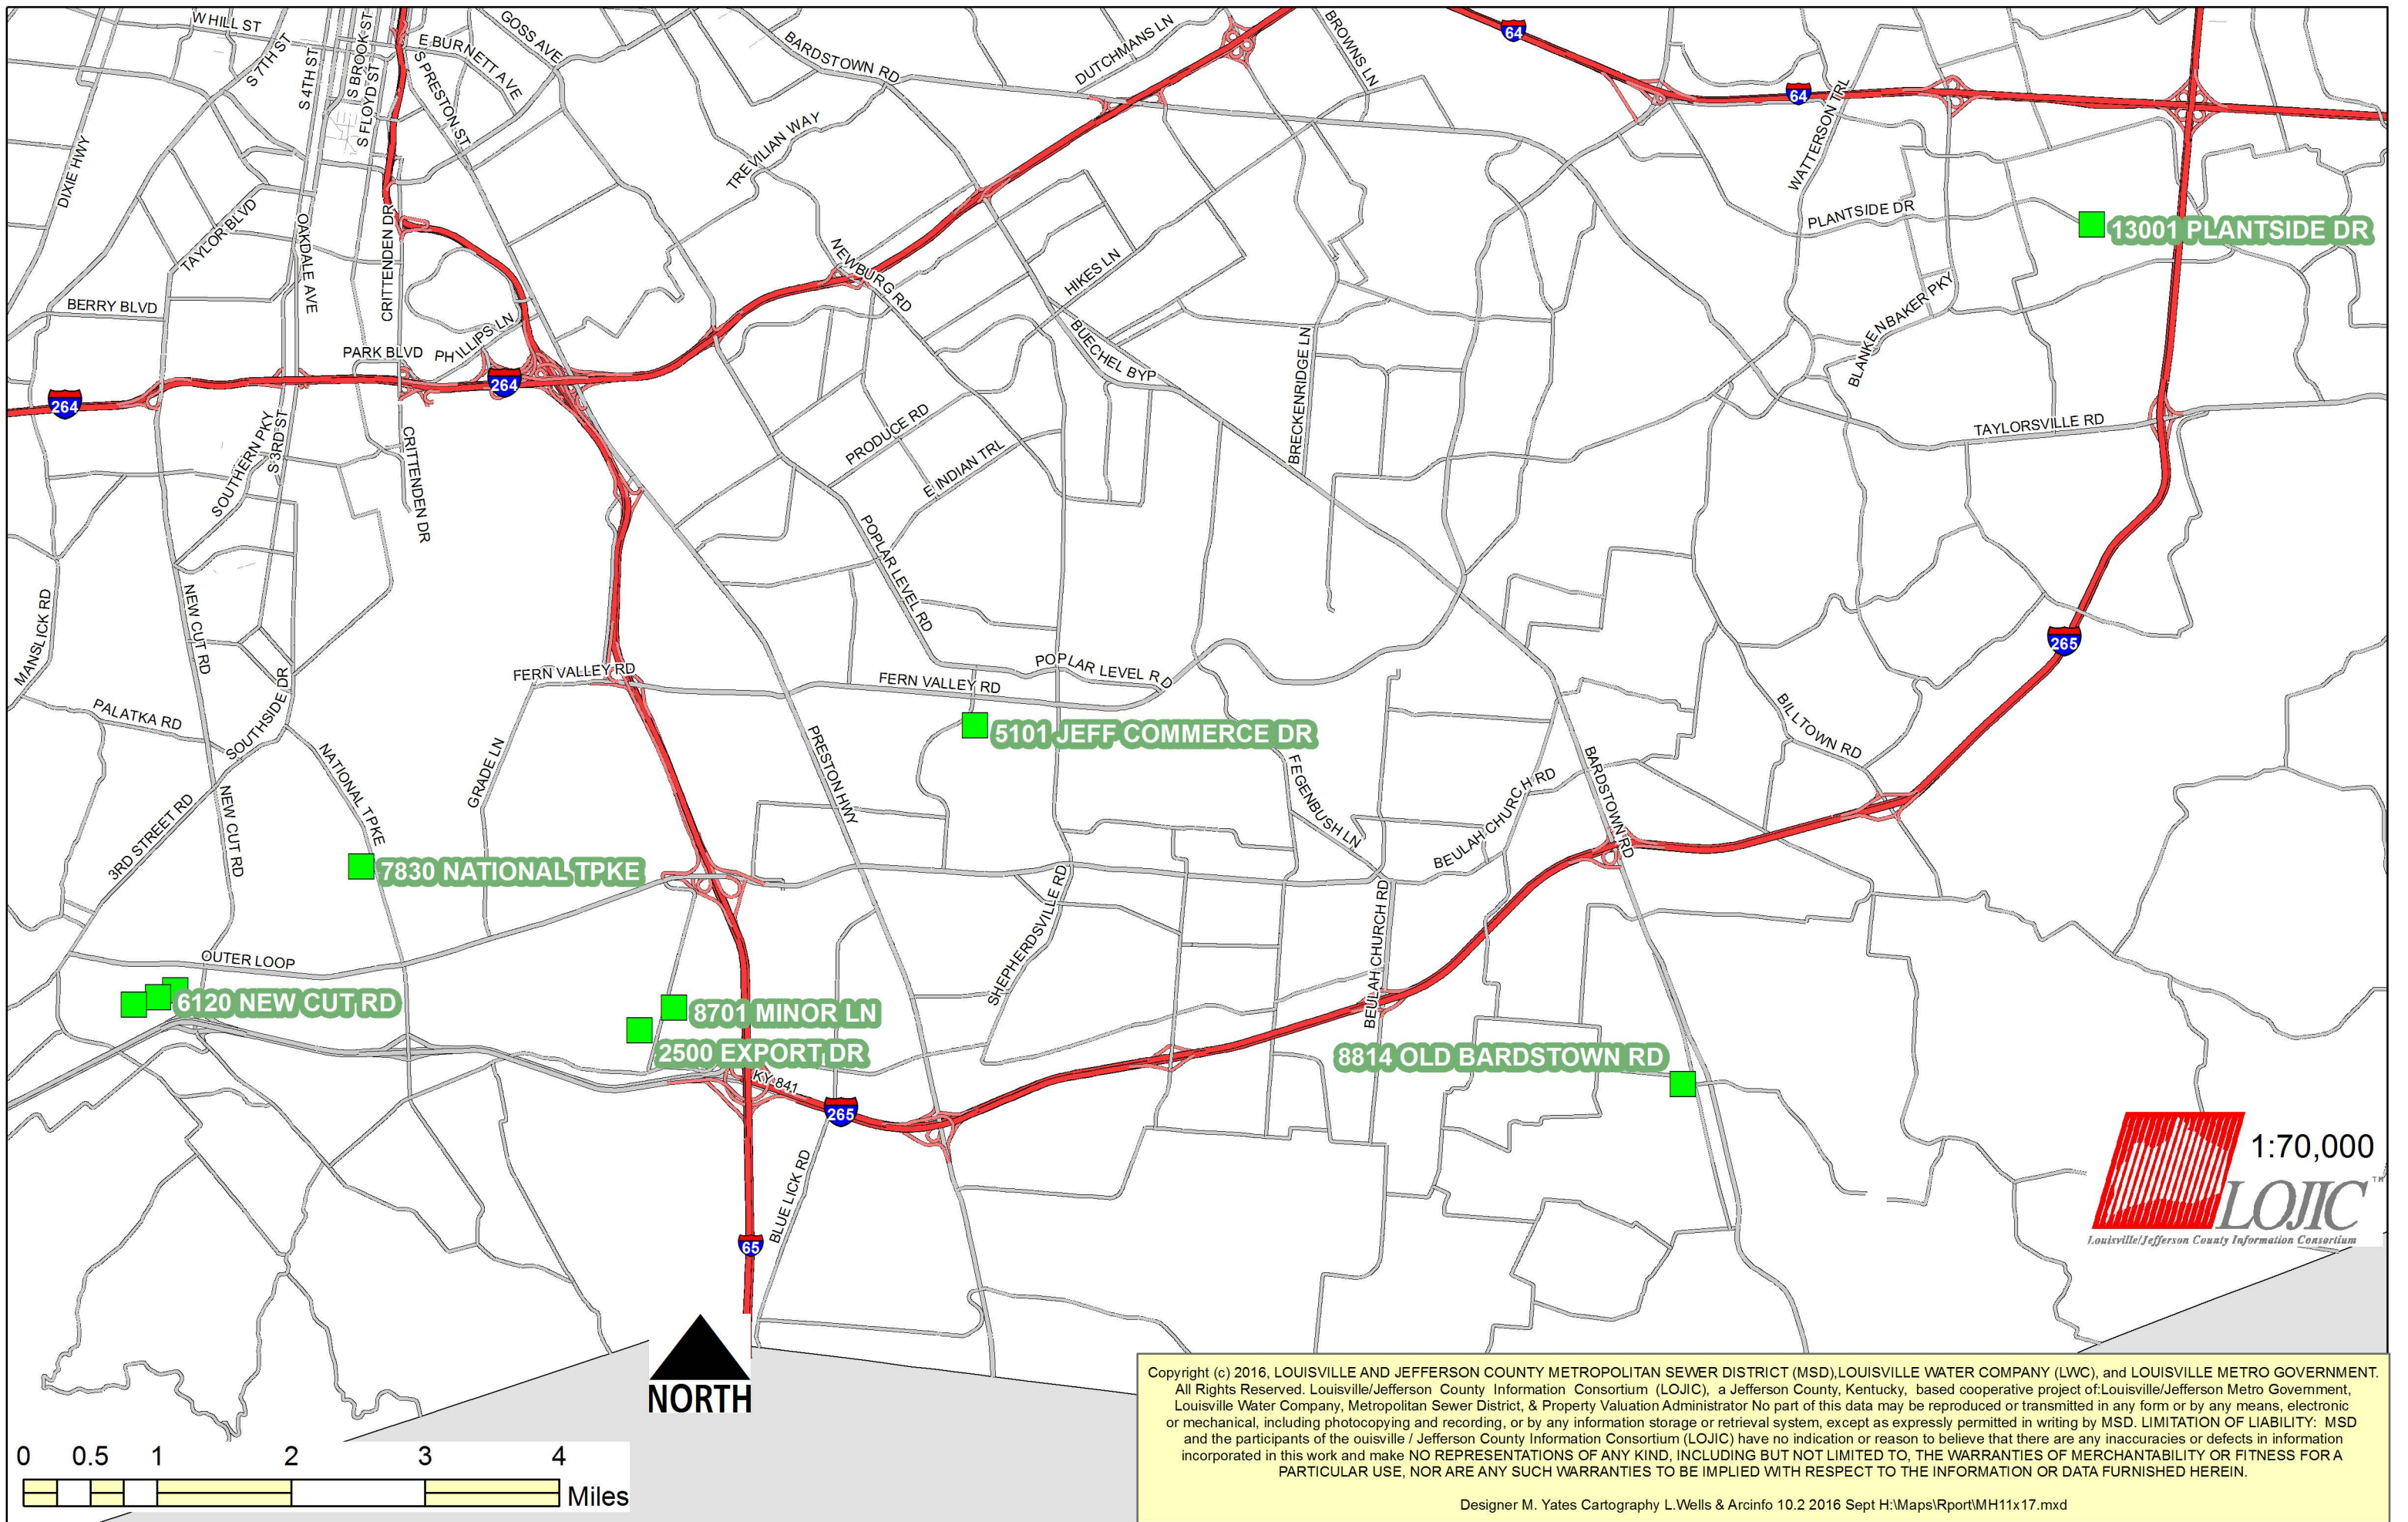 W HILL ST
S 7TH ST
S 4TH ST
S BROOK ST
S FLOYD ST
E BURNETT AVE
S PRESTON ST
GOSS AVE
BARDSTOWN RD
DUTCHMANS LN
BROWNS LN
64
64
WATTERSON TRL
DIXIE HWY
TREVILIAN WAY
TAYLOR BLVD
OAKDALE AVE
CRITTENDEN DR
PLANTSIDE DR
13001 PLANTSIDE DR
NEWBURG RD
HIKES LN
BERRY BLVD
PARK BLVD
PHILLIPS LN
BUECHEL BYP
BRECKENRIDGE LN
BLANKENBAKER PKY
264
264
SOUTHERN PKY
S 3RD ST
CRITTENDEN DR
PRODUCE RD
E INDIAN TRL
TAYLORSVILLE RD
POPLAR LEVEL RD
MANSLICK RD
NEW CUT RD
265
FERN VALLEY RD
FERN VALLEY RD
POPLAR LEVEL RD
PALATKA RD
SOUTHSIDE DR
NATIONAL TPKE
GRADE LN
PRESTON HWY
5101 JEFF COMMERCE DR
FEGENBUSH LN
BEULAH CHURCH RD
BARDSTOWN RD
BILLTOWN RD
3RD STREET RD
NEW CUT RD
7830 NATIONAL TPKE
SHEPHERDSVILLE RD
BEULAH CHURCH RD
OUTER LOOP
6120 NEW CUT RD
8701 MINOR LN
2500 EXPORT DR
8814 OLD BARDSTOWN RD
KY 841
265
BLUE LICK RD
65
1:70,000
LOJIC TM
Louisville/Jefferson County Information Consortium
NORTH
0 0.5 1 2 3 4
Miles
Copyright (c) 2016, LOUISVILLE AND JEFFERSON COUNTY METROPOLITAN SEWER DISTRICT (MSD),LOUISVILLE WATER COMPANY (LWC), and LOUISVILLE METRO GOVERNMENT.
All Rights Reserved. Louisville/Jefferson County Information Consortium (LOJIC), a Jefferson County, Kentucky, based cooperative project of:Louisville/Jefferson Metro Government,
Louisville Water Company, Metropolitan Sewer District, & Property Valuation Administrator No part of this data may be reproduced or transmitted in any form or by any means, electronic
or mechanical, including photocopying and recording, or by any information storage or retrieval system, except as expressly permitted in writing by MSD. LIMITATION OF LIABILITY: MSD
and the participants of the ouisville / Jefferson County Information Consortium (LOJIC) have no indication or reason to believe that there are any inaccuracies or defects in information
incorporated in this work and make NO REPRESENTATIONS OF ANY KIND, INCLUDING BUT NOT LIMITED TO, THE WARRANTIES OF MERCHANTABILITY OR FITNESS FOR A
PARTICULAR USE, NOR ARE ANY SUCH WARRANTIES TO BE IMPLIED WITH RESPECT TO THE INFORMATION OR DATA FURNISHED HEREIN.
Designer M. Yates Cartography L.Wells & Arcinfo 10.2 2016 Sept H:\Maps\Rport\MH11x17.mxd